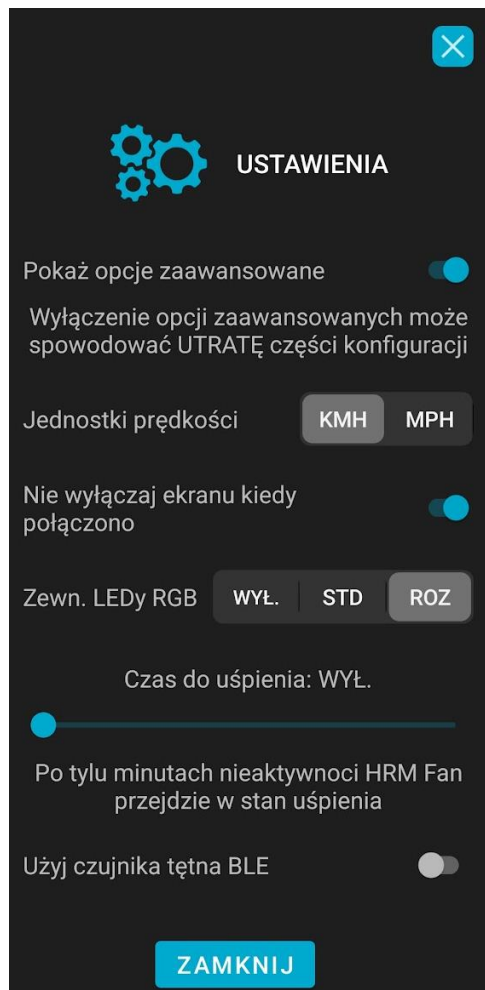 USTAWIENIA
Pokaż opcje zaawansowane
Wyłączenie opcji zaawansowanych może
spowodować UTRATĘ części konfiguracji
Jednostki prędkości KMH MPH
Nie wyłączaj ekranu kiedy
połączono
Zewn. LEDy RGB WYŁ. STD ROZ
Czas do uśpienia: WYŁ.
Po tylu minutach nieaktywnoci HRM Fan
przejdzie w stan uśpienia
Użyj czujnika tętna BLE
ZAMKNIJ